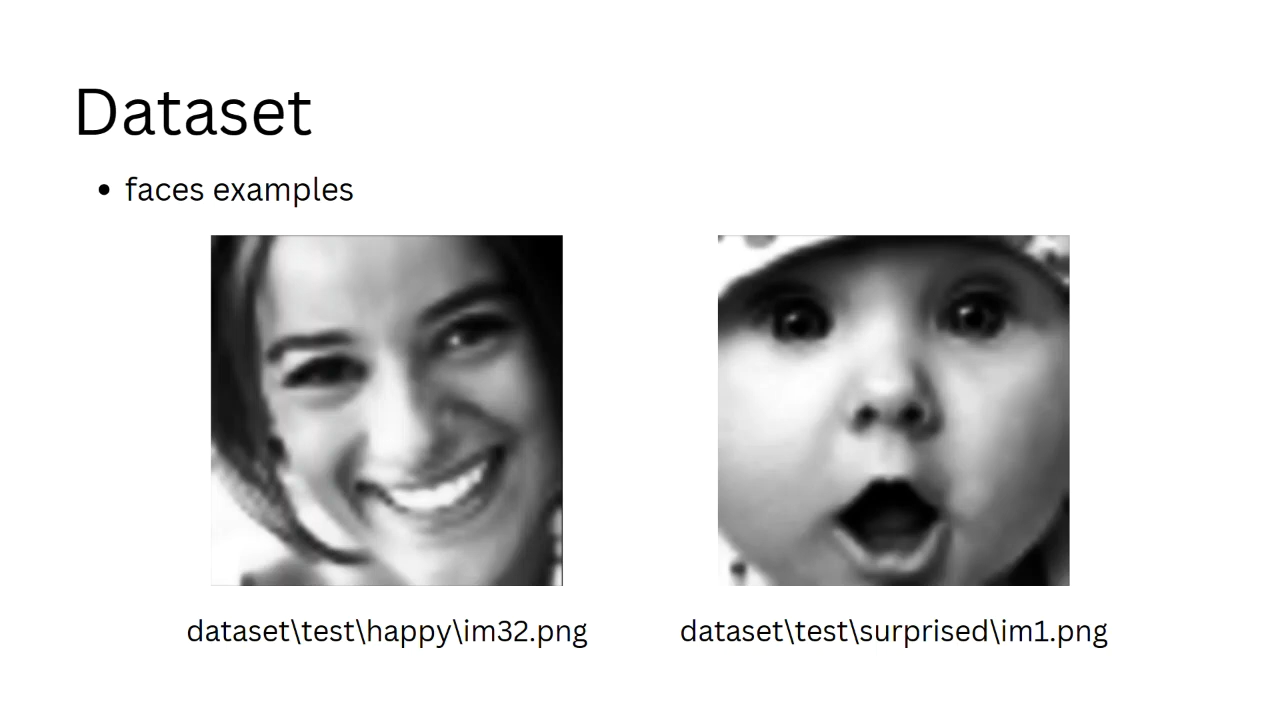 Dataset
• faces examples
dataset\test\happy\im32.png
dataset\test\surprised\im1.png